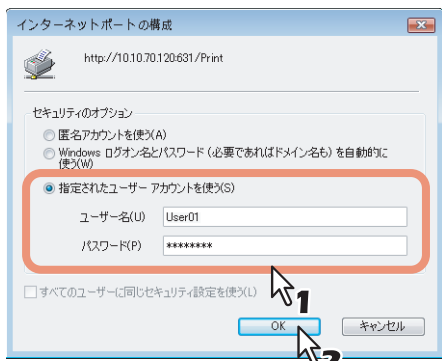 インターネットポートの構成
http://10.10.70.120:631/Print
セキュリティのオプション
匿名アカウントを使う(A)
Windows ログオン名とパスワード (必要であればドメイン名も) を自動的に
使う(W)
指定されたユーザー アカウントを使う(S)
ユーザー名(U) User01
パスワード(P) ********
すべてのユーザーに同じセキュリティ設定を使う(L)
1
OK キャンセル
2